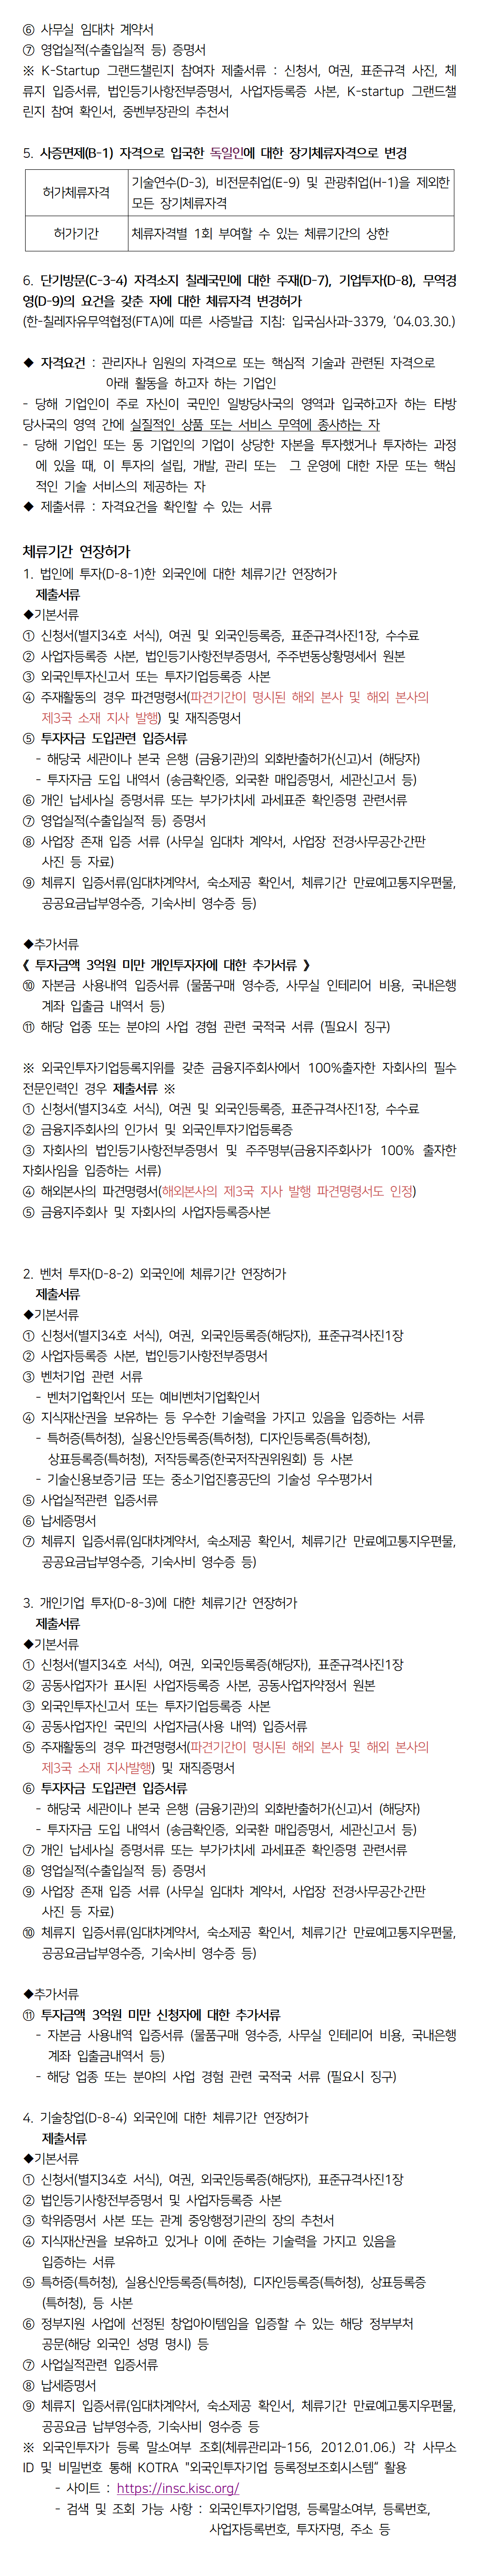 ⑥ 사무실 임대차 계약서
⑦ 영업실적(수출입실적 등) 증명서
※ K-Startup 그랜드챌린지 참여자 제출서류 : 신청서, 여권, 표준규격 사진, 체
류지 입증서류, 법인등기사항전부증명서, 사업자등록증 사본, K-startup 그랜드챌
린지 참여 확인서, 중벤부장관의 추천서
5. 사증면제(B-1) 자격으로 입국한 독일인에 대한 장기체류자격으로 변경
허가체류자격
기술연수(D-3), 비전문취업(E-9) 및 관광취업(H-1)을 제외한
모든 장기체류자격
허가기간
체류자격별 1회 부여할 수 있는 체류기간의 상한
6. 단기방문(C-3-4) 자격소지 칠레국민에 대한 주재(D-7), 기업투자(D-8), 무역경
영(D-9)의 요건을 갖춘 자에 대한 체류자격 변경허가
(한-칠레자유무역협정(FTA)에 따른 사증발급 지침: 입국심사과-3379, ‘04.03.30.)
◆ 자격요건 : 관리자나 임원의 자격으로 또는 핵심적 기술과 관련된 자격으로
아래 활동을 하고자 하는 기업인
- 당해 기업인이 주로 자신이 국민인 일방당사국의 영역과 입국하고자 하는 타방
당사국의 영역 간에 실질적인 상품 또는 서비스 무역에 종사하는 자
- 당해 기업인 또는 동 기업인의 기업이 상당한 자본을 투자했거나 투자하는 과정
에 있을 때, 이 투자의 설립, 개발, 관리 또는 그 운영에 대한 자문 또는 핵심
적인 기술 서비스의 제공하는 자
◆ 제출서류 : 자격요건을 확인할 수 있는 서류
체류기간 연장허가
1. 법인에 투자(D-8-1)한 외국인에 대한 체류기간 연장허가
제출서류
◆기본서류
① 신청서(별지34호 서식), 여권 및 외국인등록증, 표준규격사진1장, 수수료
② 사업자등록증 사본, 법인등기사항전부증명서, 주주변동상황명세서 원본
③ 외국인투자신고서 또는 투자기업등록증 사본
④ 주재활동의 경우 파견명령서(파견기간이 명시된 해외 본사 및 해외 본사의
제3국 소재 지사 발행) 및 재직증명서
⑤ 투자자금 도입관련 입증서류
- 해당국 세관이나 본국 은행 (금융기관)의 외화반출허가(신고)서 (해당자)
- 투자자금 도입 내역서 (송금확인증, 외국환 매입증명서, 세관신고서 등)
⑥ 개인 납세사실 증명서류 또는 부가가치세 과세표준 확인증명 관련서류
⑦ 영업실적(수출입실적 등) 증명서
⑧ 사업장 존재 입증 서류 (사무실 임대차 계약서, 사업장 전경·사무공간·간판
사진 등 자료)
⑨ 체류지 입증서류(임대차계약서, 숙소제공 확인서, 체류기간 만료예고통지우편물,
공공요금납부영수증, 기숙사비 영수증 등)
◆추가서류
《 투자금액 3억원 미만 개인투자자에 대한 추가서류 》
⑩ 자본금 사용내역 입증서류 (물품구매 영수증, 사무실 인테리어 비용, 국내은행
계좌 입출금 내역서 등)
⑪ 해당 업종 또는 분야의 사업 경험 관련 국적국 서류 (필요시 징구)
※ 외국인투자기업등록지위를 갖춘 금융지주회사에서 100%출자한 자회사의 필수
전문인력인 경우 제출서류 ※
① 신청서(별지34호 서식), 여권 및 외국인등록증, 표준규격사진1장, 수수료
② 금융지주회사의 인가서 및 외국인투자기업등록증
③ 자회사의 법인등기사항전부증명서 및 주주명부(금융지주회사가 100% 출자한
자회사임을 입증하는 서류)
④ 해외본사의 파견명령서(해외본사의 제3국 지사 발행 파견명령서도 인정)
⑤ 금융지주회사 및 자회사의 사업자등록증사본
2. 벤처 투자(D-8-2) 외국인에 체류기간 연장허가
제출서류
◆기본서류
① 신청서(별지34호 서식), 여권, 외국인등록증(해당자), 표준규격사진1장
② 사업자등록증 사본, 법인등기사항전부증명서
③ 벤처기업 관련 서류
- 벤처기업확인서 또는 예비벤처기업확인서
④ 지식재산권을 보유하는 등 우수한 기술력을 가지고 있음을 입증하는 서류
- 특허증(특허청), 실용신안등록증(특허청), 디자인등록증(특허청),
상표등록증(특허청), 저작등록증(한국저작권위원회) 등 사본
- 기술신용보증기금 또는 중소기업진흥공단의 기술성 우수평가서
⑤ 사업실적관련 입증서류
⑥ 납세증명서
⑦ 체류지 입증서류(임대차계약서, 숙소제공 확인서, 체류기간 만료예고통지우편물,
공공요금납부영수증, 기숙사비 영수증 등)
3. 개인기업 투자(D-8-3)에 대한 체류기간 연장허가
제출서류
◆기본서류
① 신청서(별지34호 서식), 여권, 외국인등록증(해당자), 표준규격사진1장
② 공동사업자가 표시된 사업자등록증 사본, 공동사업자약정서 원본
③ 외국인투자신고서 또는 투자기업등록증 사본
④ 공동사업자인 국민의 사업자금(사용 내역) 입증서류
⑤ 주재활동의 경우 파견명령서(파견기간이 명시된 해외 본사 및 해외 본사의
제3국 소재 지사발행) 및 재직증명서
⑥ 투자자금 도입관련 입증서류
- 해당국 세관이나 본국 은행 (금융기관)의 외화반출허가(신고)서 (해당자)
- 투자자금 도입 내역서 (송금확인증, 외국환 매입증명서, 세관신고서 등)
⑦ 개인 납세사실 증명서류 또는 부가가치세 과세표준 확인증명 관련서류
⑧ 영업실적(수출입실적 등) 증명서
⑨ 사업장 존재 입증 서류 (사무실 임대차 계약서, 사업장 전경·사무공간·간판
사진 등 자료)
⑩ 체류지 입증서류(임대차계약서, 숙소제공 확인서, 체류기간 만료예고통지우편물,
공공요금납부영수증, 기숙사비 영수증 등)
◆추가서류
⑪ 투자금액 3억원 미만 신청자에 대한 추가서류
- 자본금 사용내역 입증서류 (물품구매 영수증, 사무실 인테리어 비용, 국내은행
계좌 입출금내역서 등)
- 해당 업종 또는 분야의 사업 경험 관련 국적국 서류 (필요시 징구)
4. 기술창업(D-8-4) 외국인에 대한 체류기간 연장허가
제출서류
◆기본서류
① 신청서(별지34호 서식), 여권, 외국인등록증(해당자), 표준규격사진1장
② 법인등기사항전부증명서 및 사업자등록증 사본
③ 학위증명서 사본 또는 관계 중앙행정기관의 장의 추천서
④ 지식재산권을 보유하고 있거나 이에 준하는 기술력을 가지고 있음을
입증하는 서류
⑤ 특허증(특허청), 실용신안등록증(특허청), 디자인등록증(특허청), 상표등록증
(특허청), 등 사본
⑥ 정부지원 사업에 선정된 창업아이템임을 입증할 수 있는 해당 정부부처
공문(해당 외국인 성명 명시) 등
⑦ 사업실적관련 입증서류
⑧ 납세증명서
⑨ 체류지 입증서류(임대차계약서, 숙소제공 확인서, 체류기간 만료예고통지우편물,
공공요금 납부영수증, 기숙사비 영수증 등
※ 외국인투자가 등록 말소여부 조회(체류관리과-156, 2012.01.06.) 각 사무소
ID 및 비밀번호 통해 KOTRA "외국인투자기업 등록정보조회시스템" 활용
- 사이트 : https://insc.kisc.org/
- 검색 및 조회 가능 사항 : 외국인투자기업명, 등록말소여부, 등록번호,
사업자등록번호, 투자자명, 주소 등